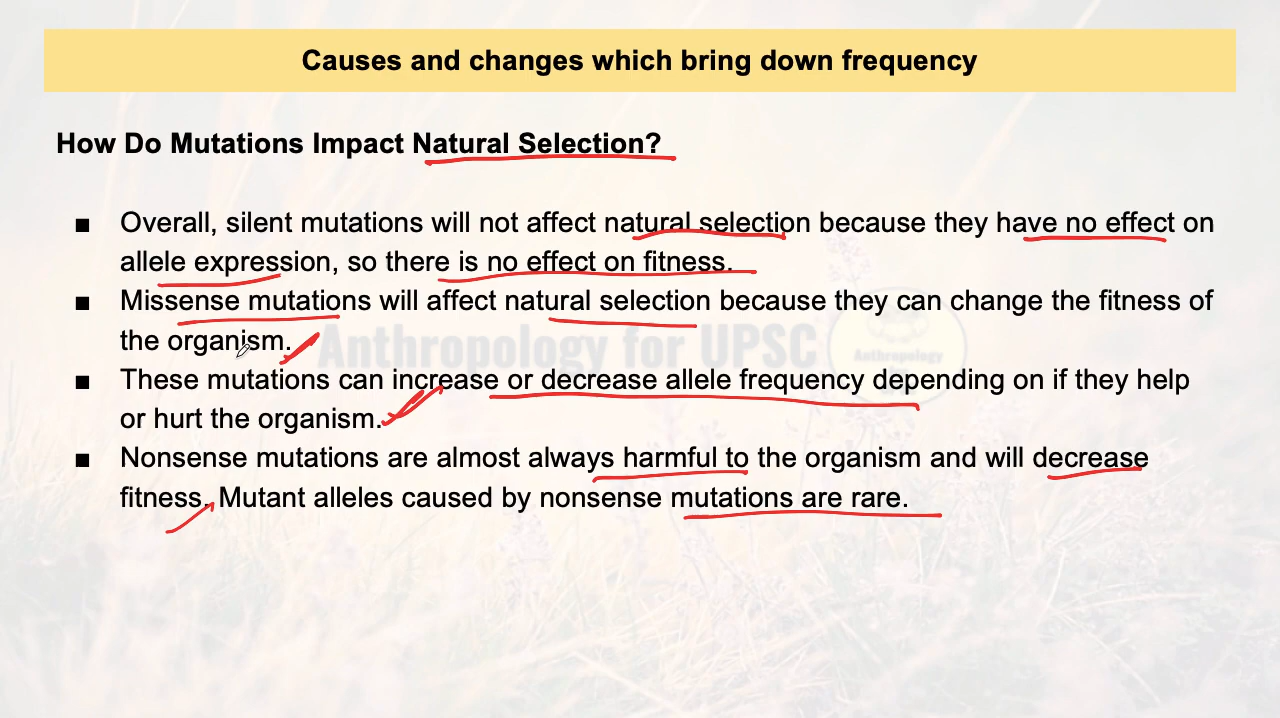 Causes and changes which bring down frequency
How Do Mutations Impact Natural Selection?
■ Overall, silent mutations will not affect natural selection because they have no effect on
allele expression, so there is no effect on fitness.
■ Missense mutations will affect natural selection because they can change the fitness of
the organism.
Anthropology for UPSC
Anthropology
■ These mutations can increase or decrease allele frequency depending on if they help
or hurt the organism.
■ Nonsense mutations are almost always harmful to the organism and will decrease
fitness. Mutant alleles caused by nonsense mutations are rare.